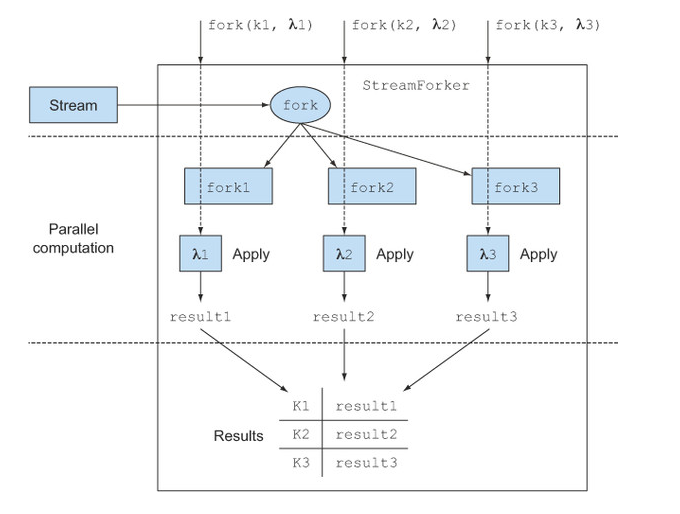 fork(k1, λ1)
fork(k2, λ2)
fork(k3, λ3)
StreamForker
Stream
fork
fork1
fork2
fork3
Parallel
computation
λ1
Apply
λ2
Apply
λ3
Apply
result1
result2
result3
K1
result1
Results
K2
result2
K3
result3